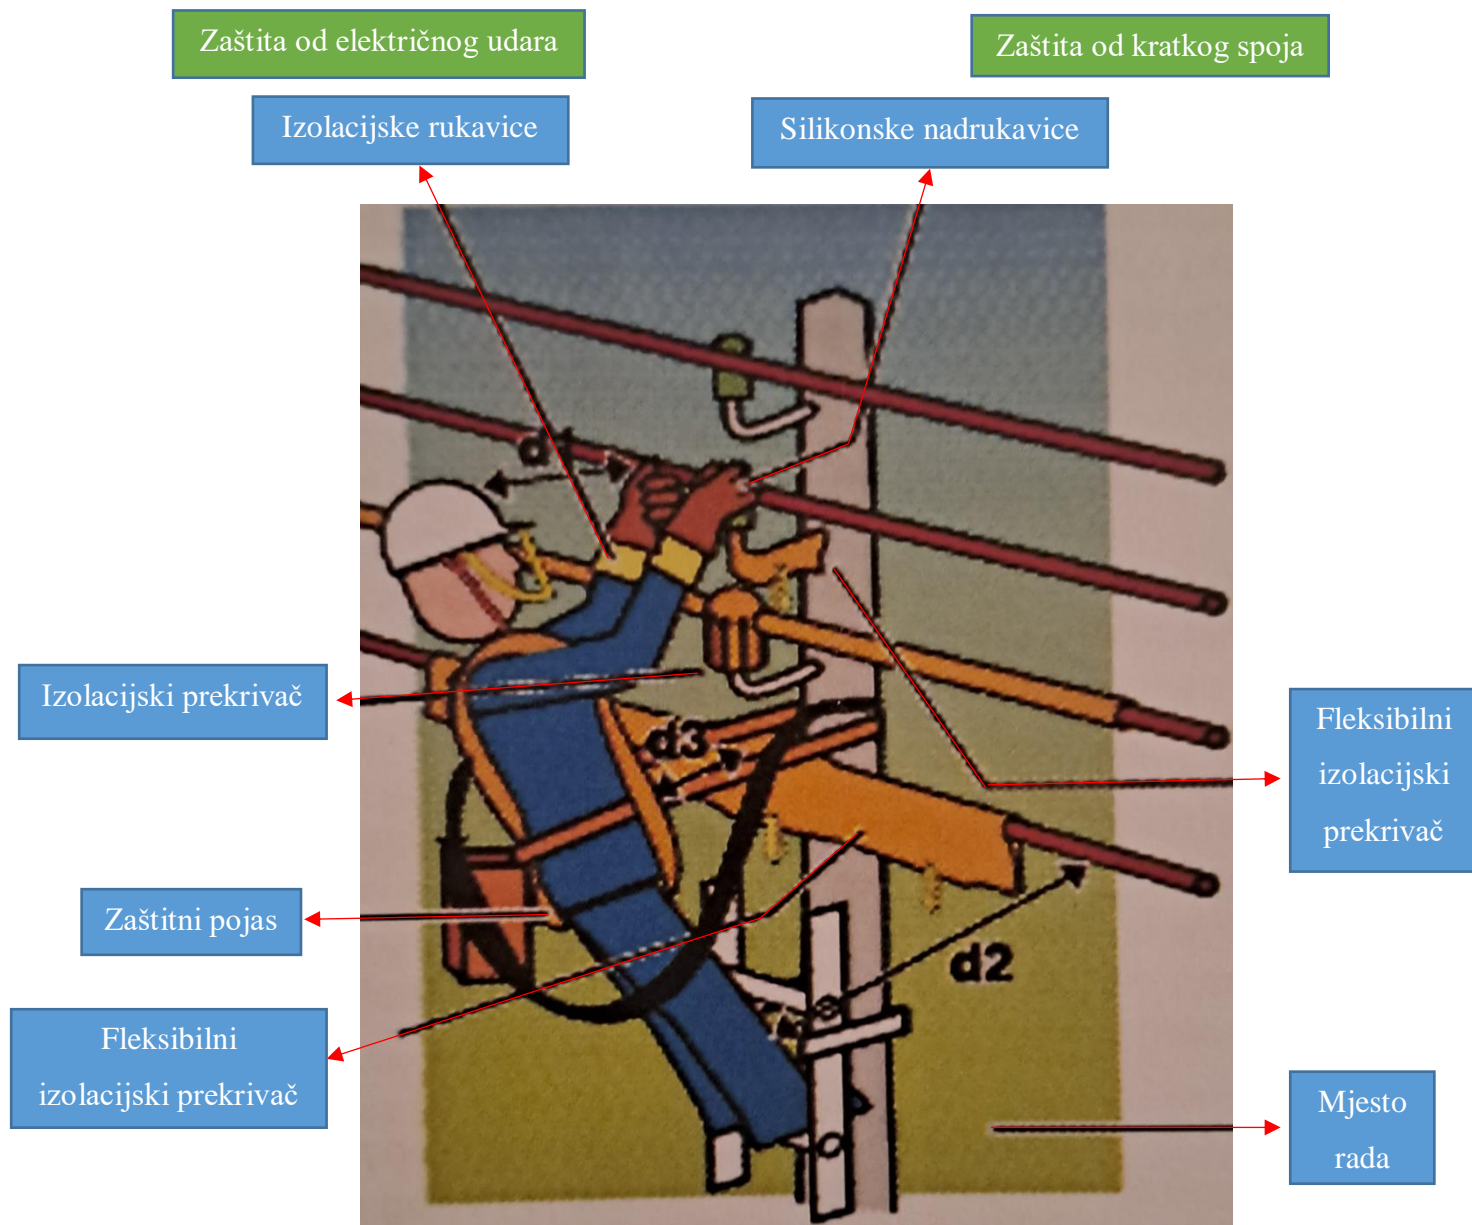 Zaštita od električnog udara
Zaštita od kratkog spoja
Izolacijske rukavice
Silikonske nadrukavice
d1
Izolacijski prekrivač
d3
Fleksibilni
izolacijski
prekrivač
Zaštitni pojas
d2
Fleksibilni
izolacijski prekrivač
Mjesto
rada